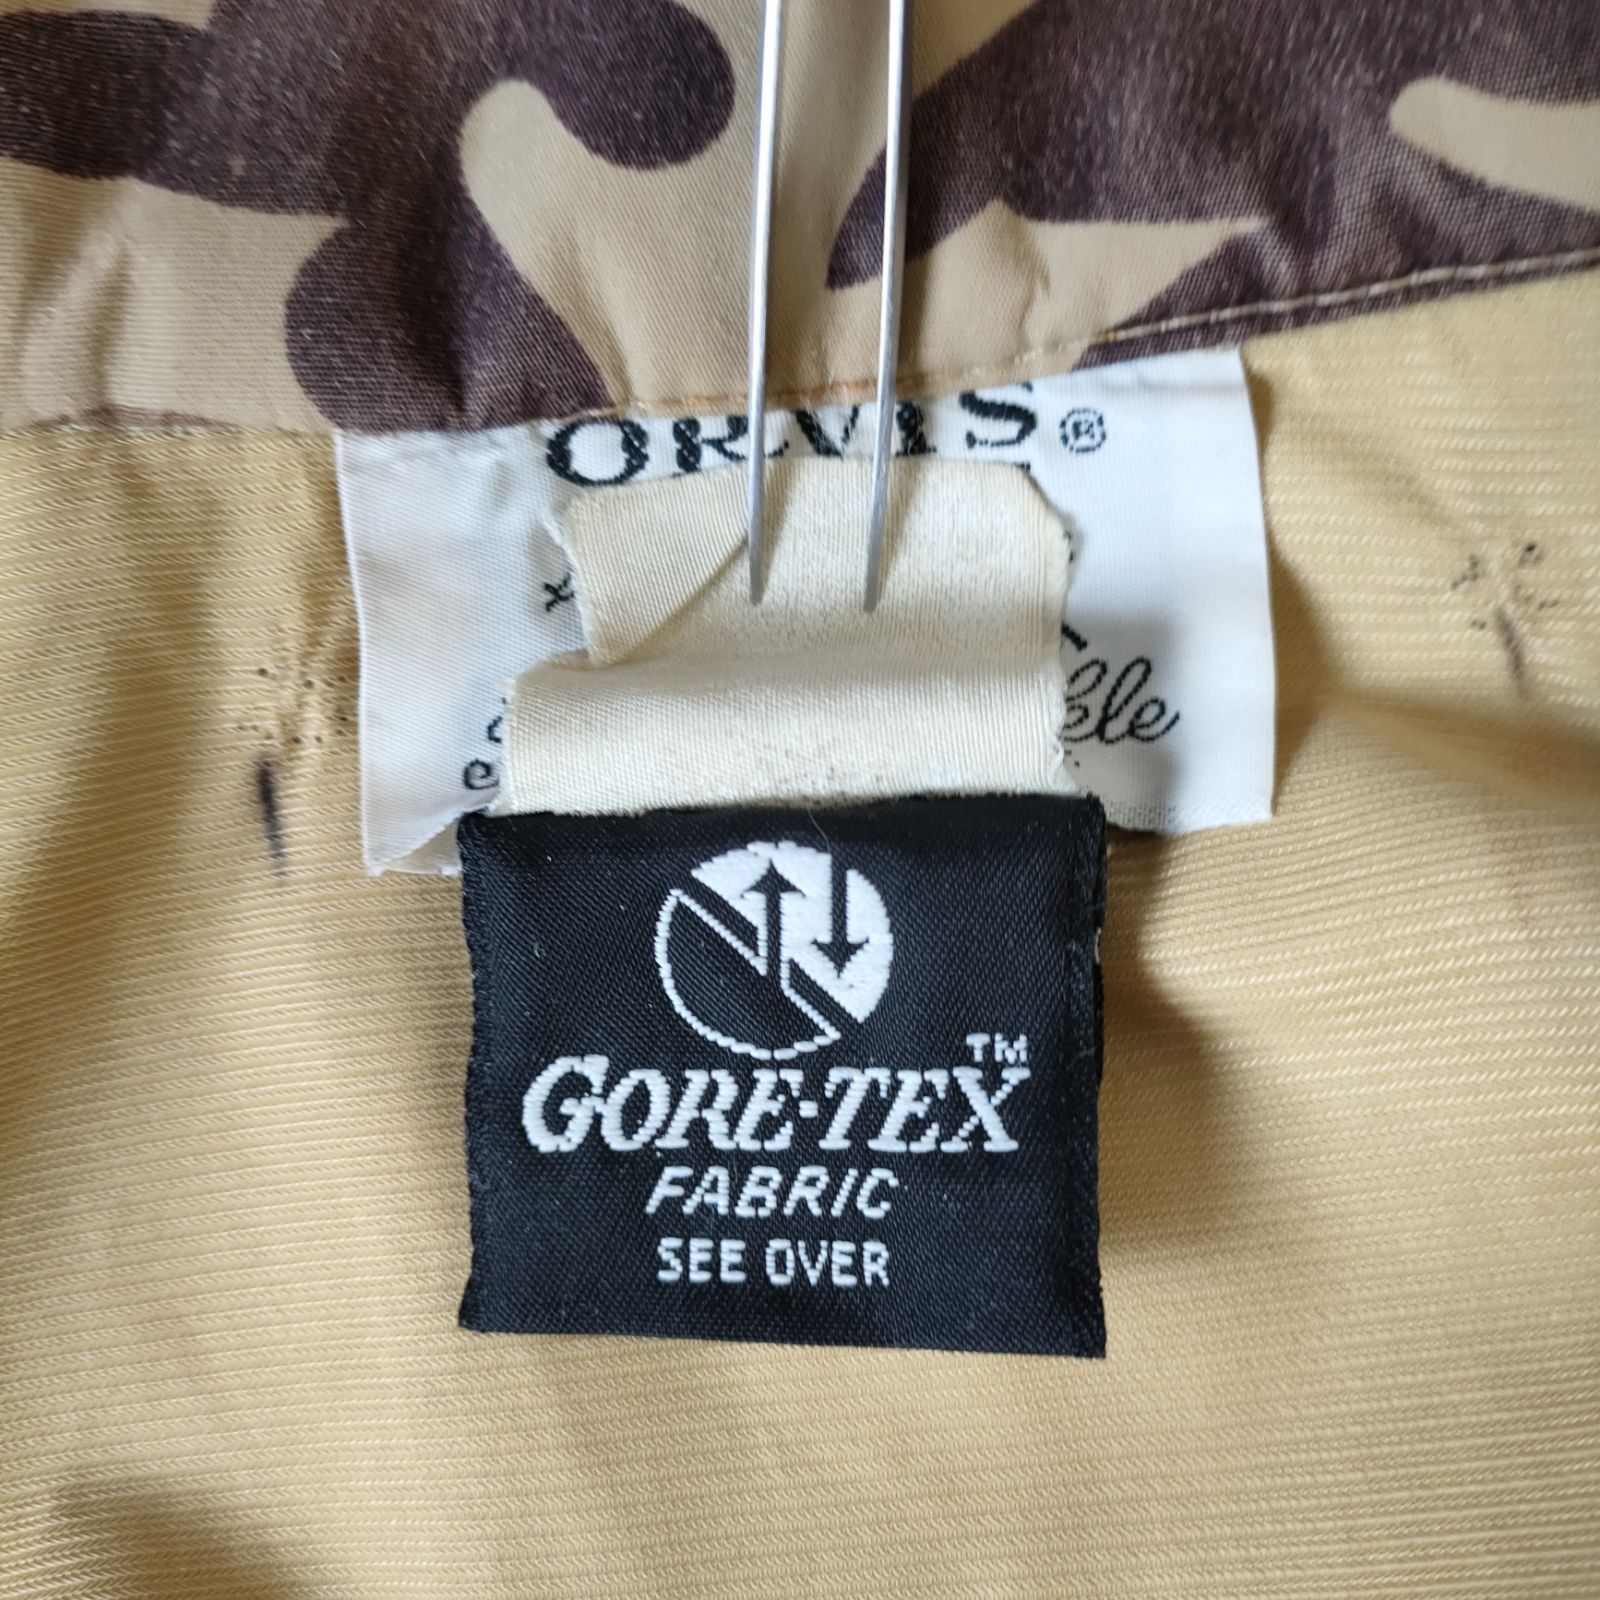 ORVIS ®
GORE-TEX™
FABRIC
SEE OVER